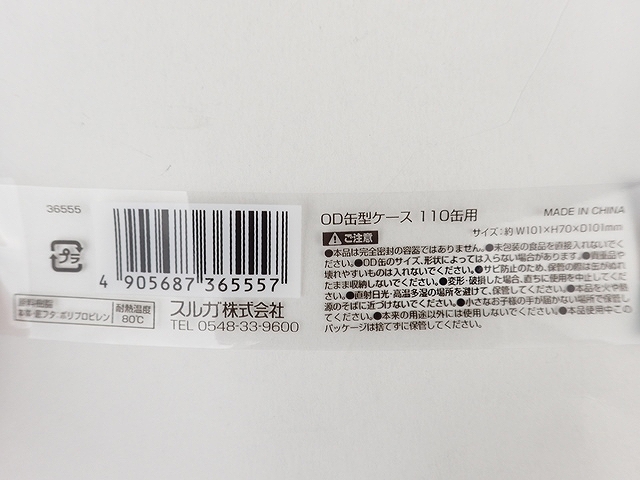 36555
プラ
4 905687 365557
原料樹脂
本体・蓋フタ:ポリプロピレン
耐熱温度
80℃
スルガ株式会社
TEL 0548-33-9600
OD缶型ケース 110缶用
MADE IN CHINA
サイズ:約 W101×H70×D101mm
ご注意
●本品は完全密封の容器ではありません。●未包装の食品を直接入れないでく
ださい。●OD缶のサイズ、形状によっては入らない場合があります。●貴重品や
壊れやすいものは入れないでください。●サビ防止のため、保管の際は缶がぬれ
たまま収納しないでください。●変形・破損した場合、直ちに使用を中止してくだ
さい。●直射日光・高温多湿の場所を避けて、保管してください。●本品を火や熱
源のそばに近づけないでください。●小さなお子様の手が届かない場所で保管し
てください。●本来の用途以外には使用しないでください。●本品使用中この
パッケージは捨てずに保管してください。